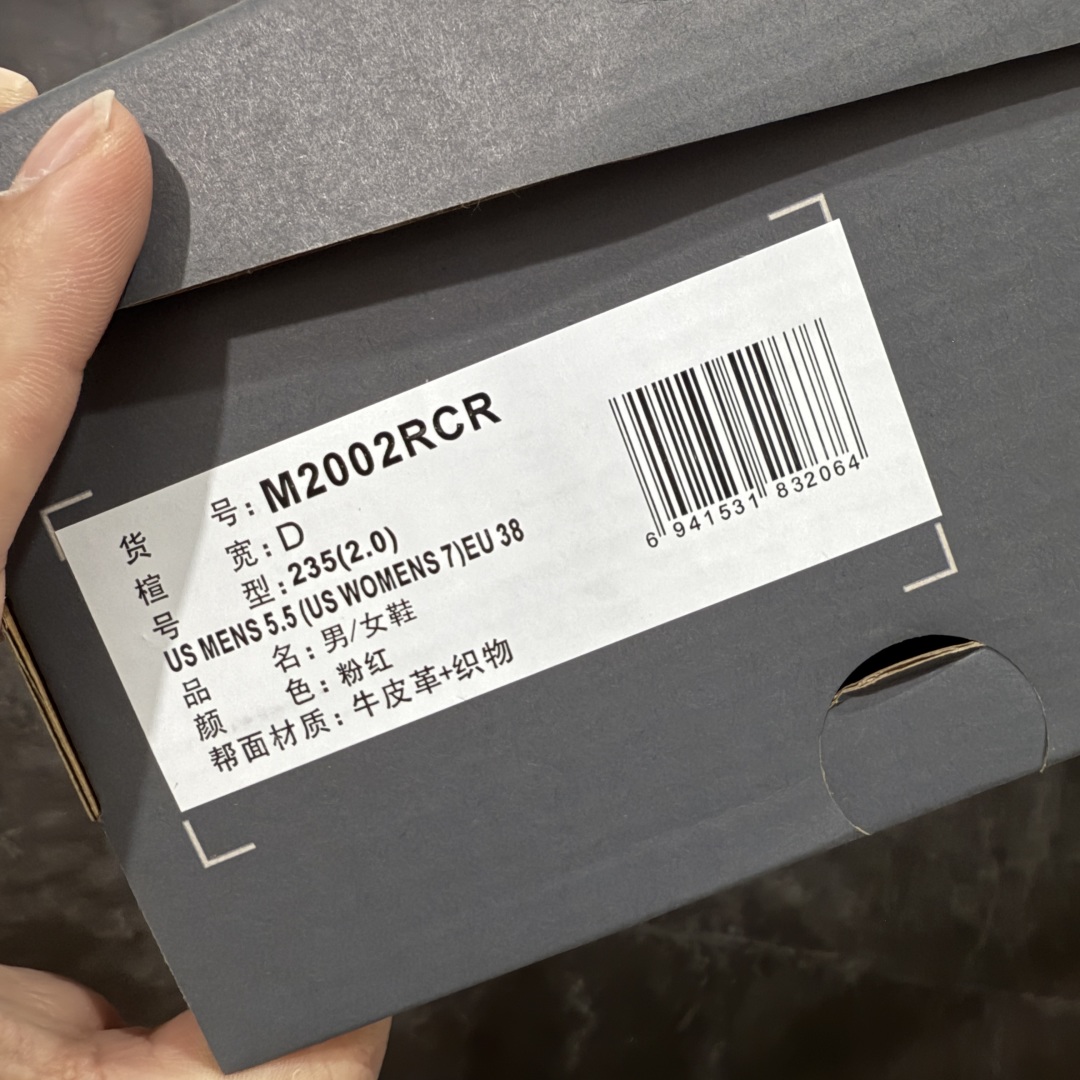 货 号: M2002RCR
楦 宽: D
号 型: 235(2.0)
US MENS 5.5 (US WOMENS 7)EU 38
品 名: 男/女鞋
颜 色: 粉红
帮面材质: 牛皮革+织物
6 941531 832064